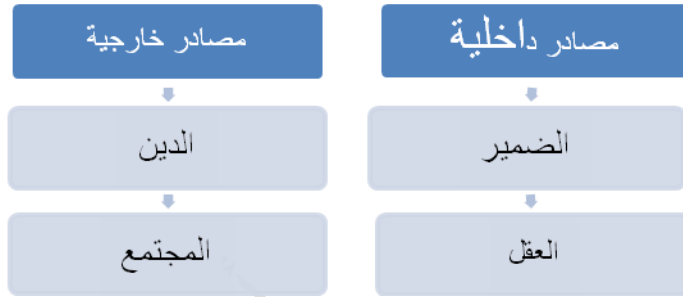 مصادر داخلية
الضمير
العقل
مصادر خارجية
الدين
المجتمع